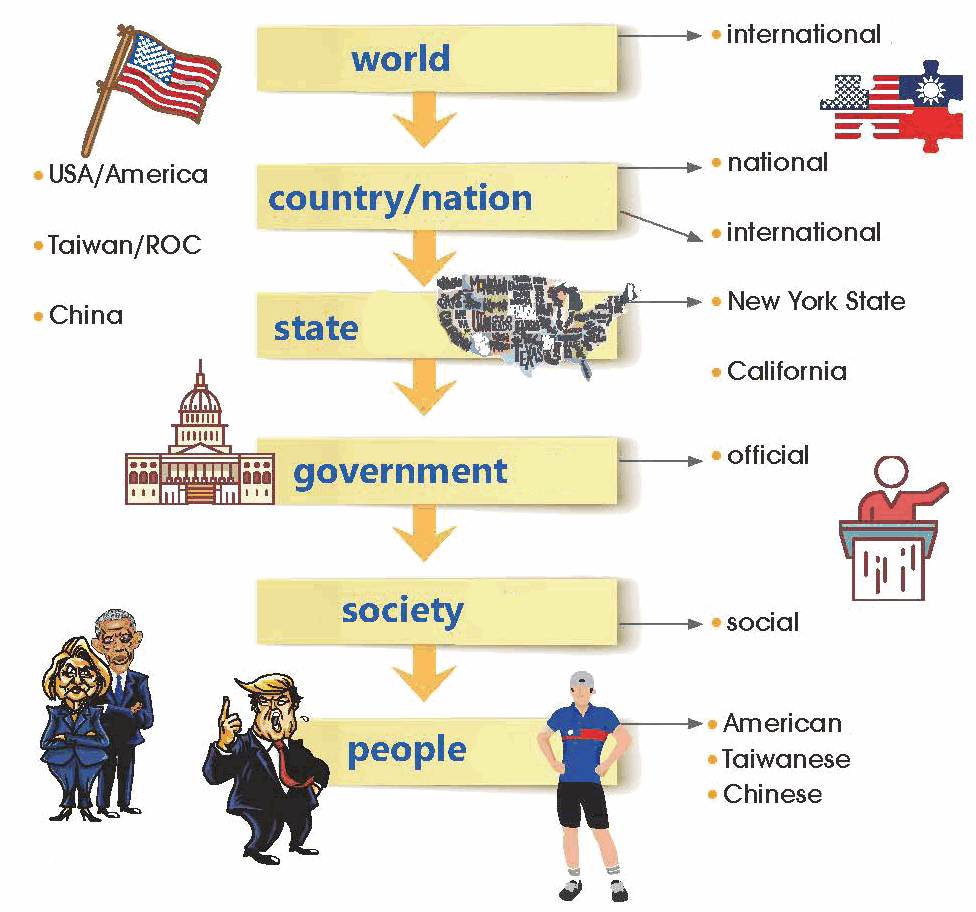 world
• international
• USA/America
country/nation
• national
• Taiwan/ROC
• international
• China
state
• New York State
TEXAS
• California
government
• official
society
• social
people
• American
• Taiwanese
• Chinese